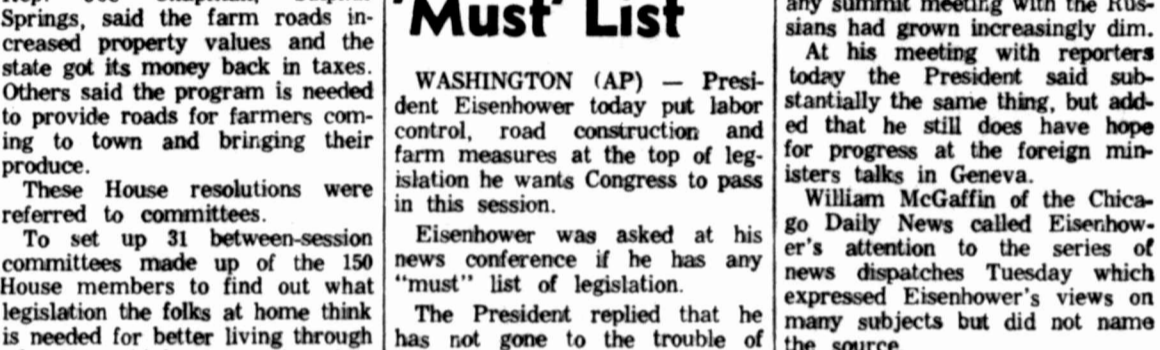 Springs, said the farm roads in-
creased property values and the
state got its money back in taxes.
Others said the program is needed
to provide roads for farmers com-
ing to town and bringing their
produce.
These House resolutions were
referred to committees.
To set up 31 between-session
committees made up of the 150
House members to find out what
legislation the folks at home think
is needed for better living through
'Must' List
WASHINGTON (AP) — Presi-
dent Eisenhower today put labor
control, road construction and
farm measures at the top of leg-
islation he wants Congress to pass
in this session.
Eisenhower was asked at his
news conference if he has any
"must" list of legislation.
The President replied that he
has not gone to the trouble of
any summit meeting with the Rus-
sians had grown increasingly dim.
At his meeting with reporters
today the President said sub-
stantially the same thing, but add-
ed that he still does have hope
for progress at the foreign min-
isters talks in Geneva.
William McGaffin of the Chica-
go Daily News called Eisenhow-
er's attention to the series of
news dispatches Tuesday which
expressed Eisenhower's views on
many subjects but did not name
the source.